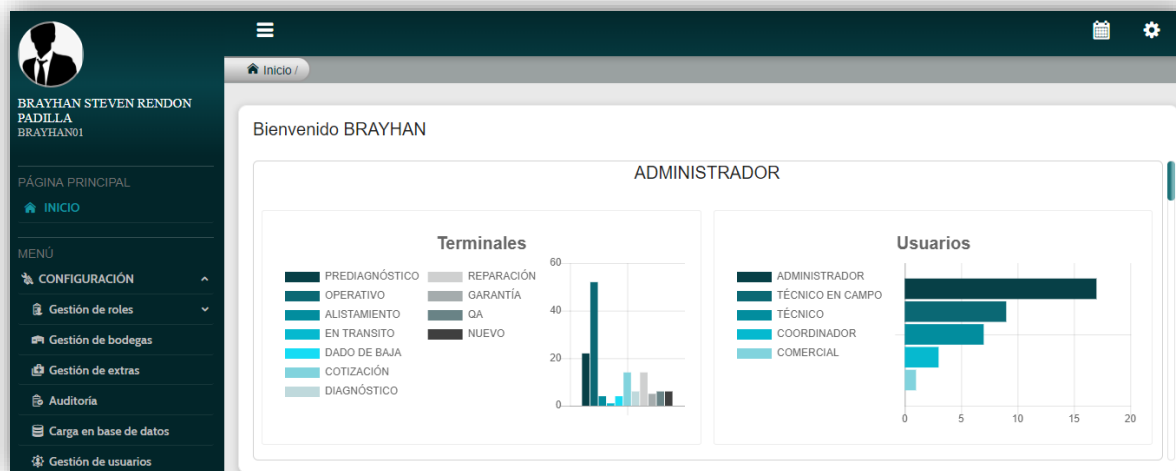 BRAYHAN STEVEN RENDON
PADILLA
BRAYHAN01
PÁGINA PRINCIPAL
INICIO
MENÚ
CONFIGURACIÓN
Gestión de roles
Gestión de bodegas
Gestión de extras
Auditoría
Carga en base de datos
Gestión de usuarios
Inicio /
Bienvenido BRAYHAN
ADMINISTRADOR
Terminales
PREDIAGNÓSTICO
OPERATIVO
ALISTAMIENTO
EN TRANSITO
DADO DE BAJA
COTIZACIÓN
DIAGNÓSTICO
REPARACIÓN
GARANTÍA
QA
NUEVO
60
40
20
0
Usuarios
ADMINISTRADOR
TÉCNICO EN CAMPO
TÉCNICO
COORDINADOR
COMERCIAL
0 5 10 15 20